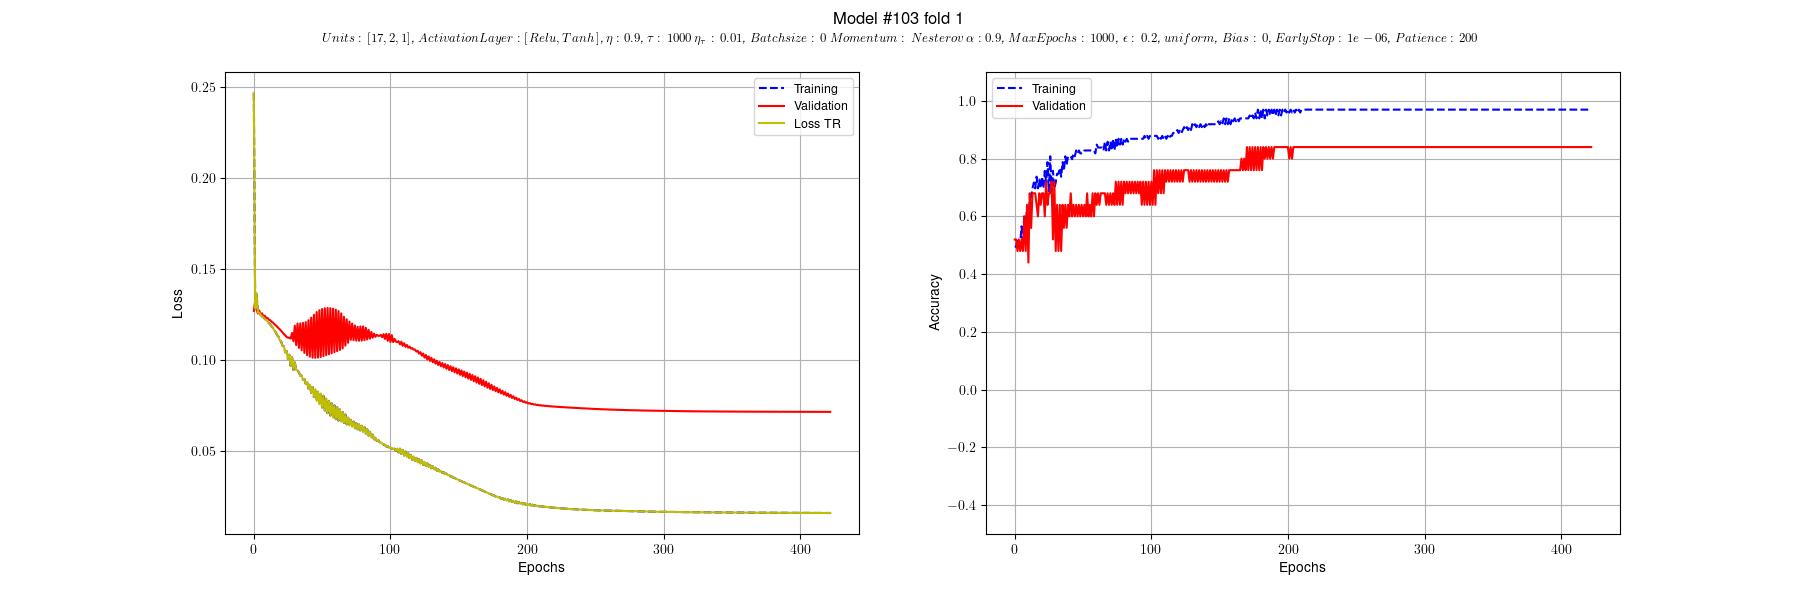 Model #103 fold 1
Units : [17, 2, 1], ActivationLayer : [Relu, Tanh], η : 0.9, τ : 1000 η_τ : 0.01, Batchsize : 0 Momentum : Nesterov α : 0.9, MaxEpochs : 1000, ϵ : 0.2, uniform, Bias : 0, EarlyStop : 1e − 06, Patience : 200
Training
Validation
Loss TR
0.25
0.20
0.15
0.10
0.05
Loss
0
100
200
300
400
Epochs
Training
Validation
1.0
0.8
0.6
0.4
0.2
0.0
−0.2
−0.4
Accuracy
0
100
200
300
400
Epochs